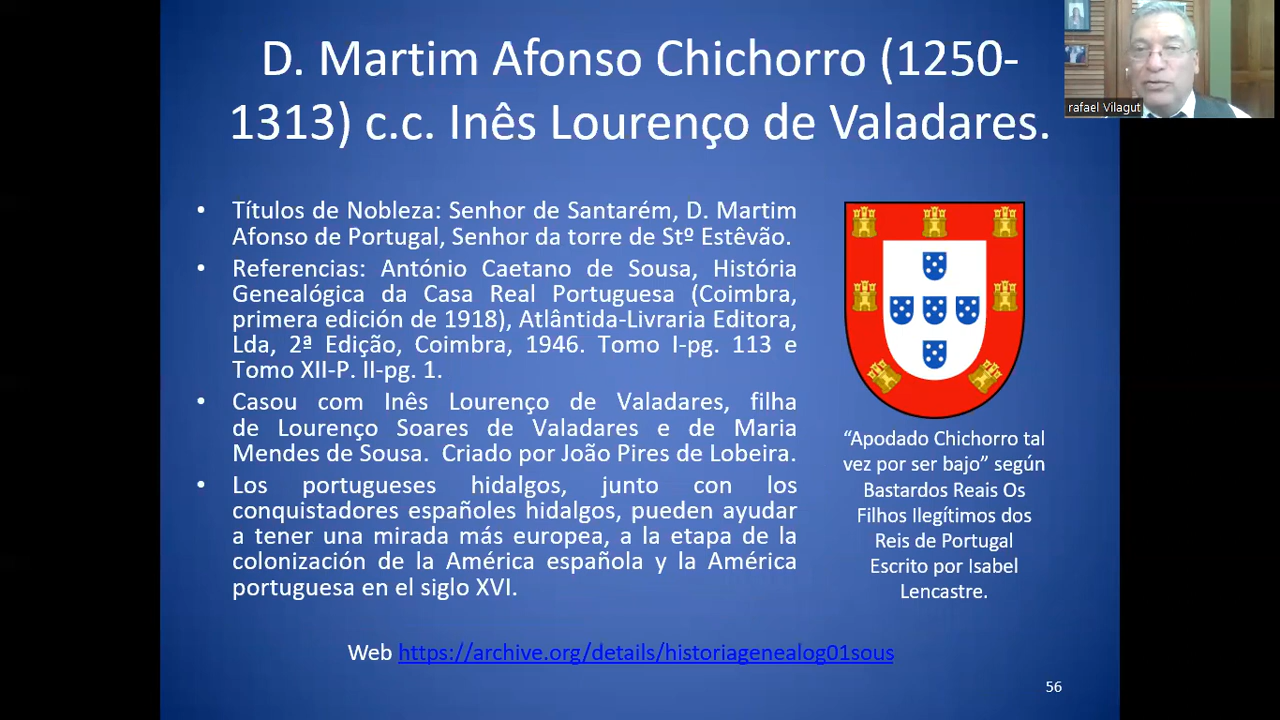 D. Martim Afonso Chichorro (1250-
1313) c.c. Inês Lourenço de Valadares.
rafael Vilagut
• Títulos de Nobleza: Senhor de Santarém, D. Martim
Afonso de Portugal, Senhor da torre de Stº Estêvão.
• Referencias: António Caetano de Sousa, História
Genealógica da Casa Real Portuguesa (Coimbra,
primera edición de 1918), Atlântida-Livraria Editora,
Lda, 2ª Edição, Coimbra, 1946. Tomo I-pg. 113 e
Tomo XII-P. II-pg. 1.
• Casou com Inês Lourenço de Valadares, filha
de Lourenço Soares de Valadares e de Maria
Mendes de Sousa. Criado por João Pires de Lobeira.
• Los portugueses hidalgos, junto con los
conquistadores españoles hidalgos, pueden ayudar
a tener una mirada más europea, a la etapa de la
colonización de la América española y la América
portuguesa en el siglo XVI.
“Apodado Chichorro tal
vez por ser bajo” según
Bastardos Reais Os
Filhos Ilegítimos dos
Reis de Portugal
Escrito por Isabel
Lencastre.
Web https://archive.org/details/historiagenealog01sous
56